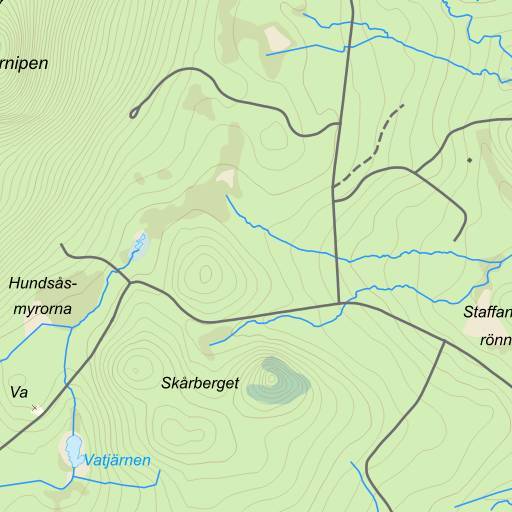 rnipen
Hundsås-
myrorna
Staffan
rönn
Skårberget
Va
Vatjärnen